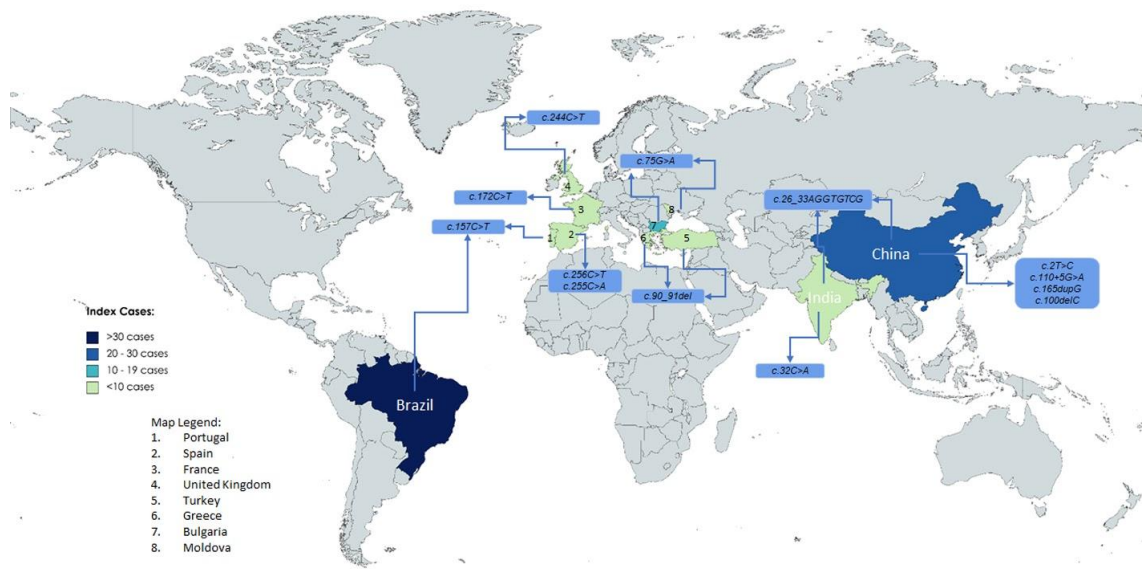 c.244C>T
c.75G>A
c.172C>T
c.26_33AGGTGTCG
c.157C>T
4
3
8
7
1
2
6
5
China
c.256C>T
c.255C>A
c.90_91del
India
c.2T>C
c.110+5G>A
c.165dupG
c.100delC
Index Cases:
>30 cases
20 - 30 cases
10 - 19 cases
<10 cases
c.32C>A
Brazil
Map Legend:
1. Portugal
2. Spain
3. France
4. United Kingdom
5. Turkey
6. Greece
7. Bulgaria
8. Moldova